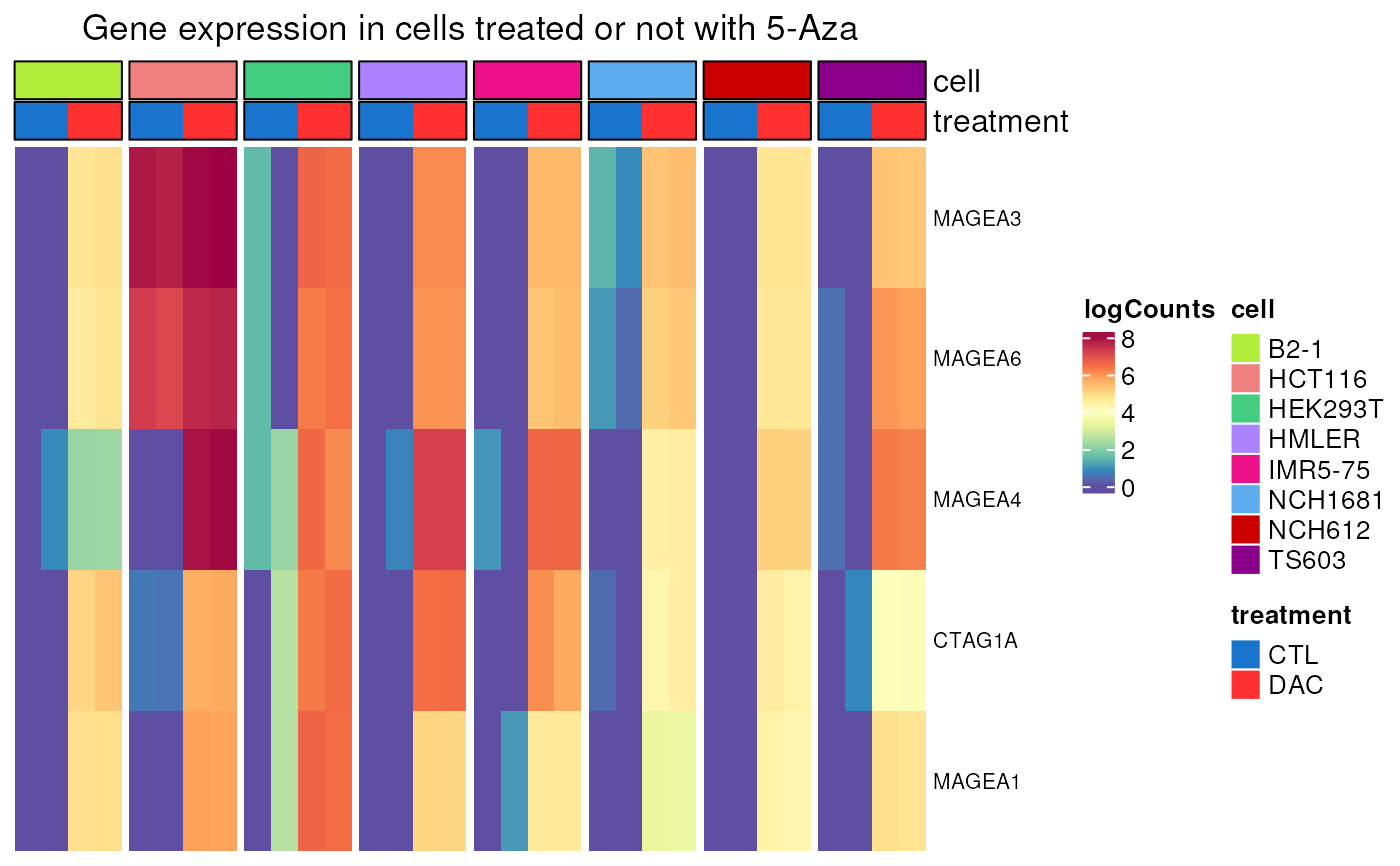 Gene expression in cells treated or not with 5-Aza
cell
treatment
MAGEA3
MAGEA6
MAGEA4
CTAG1A
MAGEA1
logCounts
8
6
4
2
0
cell
B2-1
HCT116
HEK293T
HMLER
IMR5-75
NCH1681
NCH612
TS603
treatment
CTL
DAC